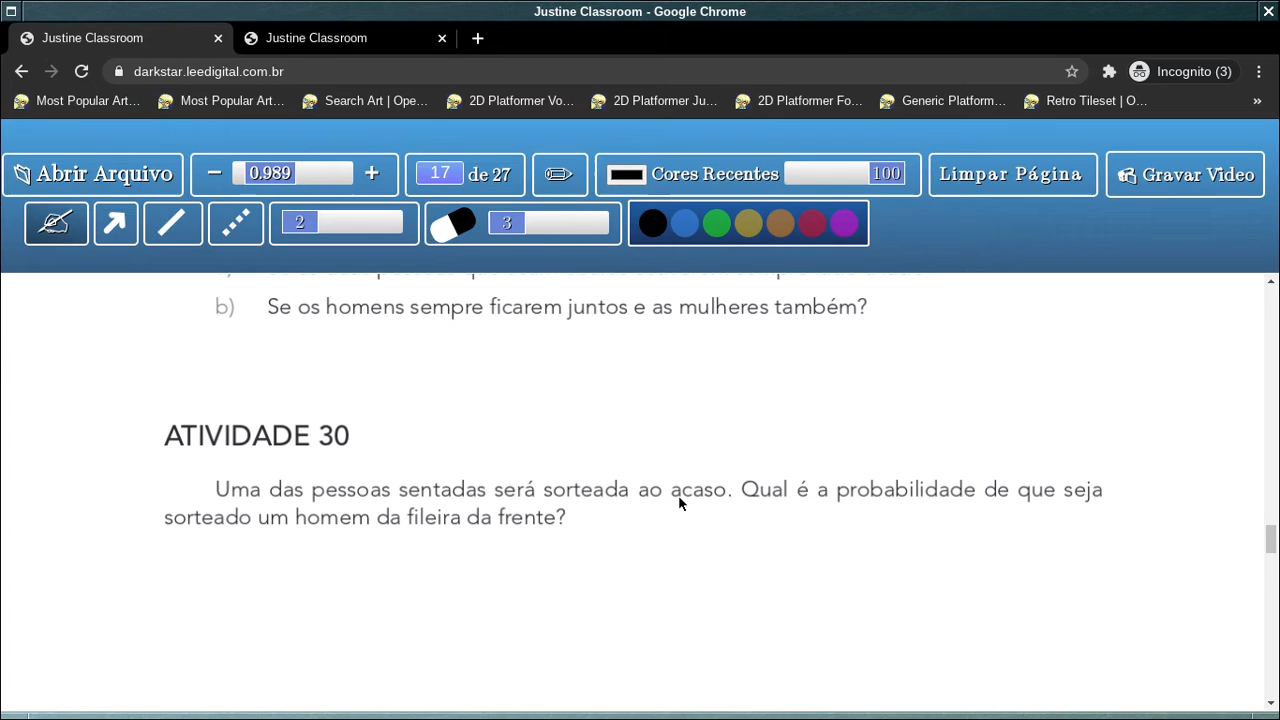 Justine Classroom - Google Chrome
Justine Classroom
Justine Classroom
darkstar.leedigital.com.br
Incognito (3)
Most Popular Art...
Most Popular Art...
Search Art | Ope...
2D Platformer Vo...
2D Platformer Ju...
2D Platformer Fo...
Generic Platform...
Retro Tileset | O...
»
Abrir Arquivo
− 0,989 +
17 de 27
Cores Recentes 100
Limpar Página
Gravar Video
2
3
b) Se os homens sempre ficarem juntos e as mulheres também?
ATIVIDADE 30
Uma das pessoas sentadas será sorteada ao acaso. Qual é a probabilidade de que seja
sorteado um homem da fileira da frente?